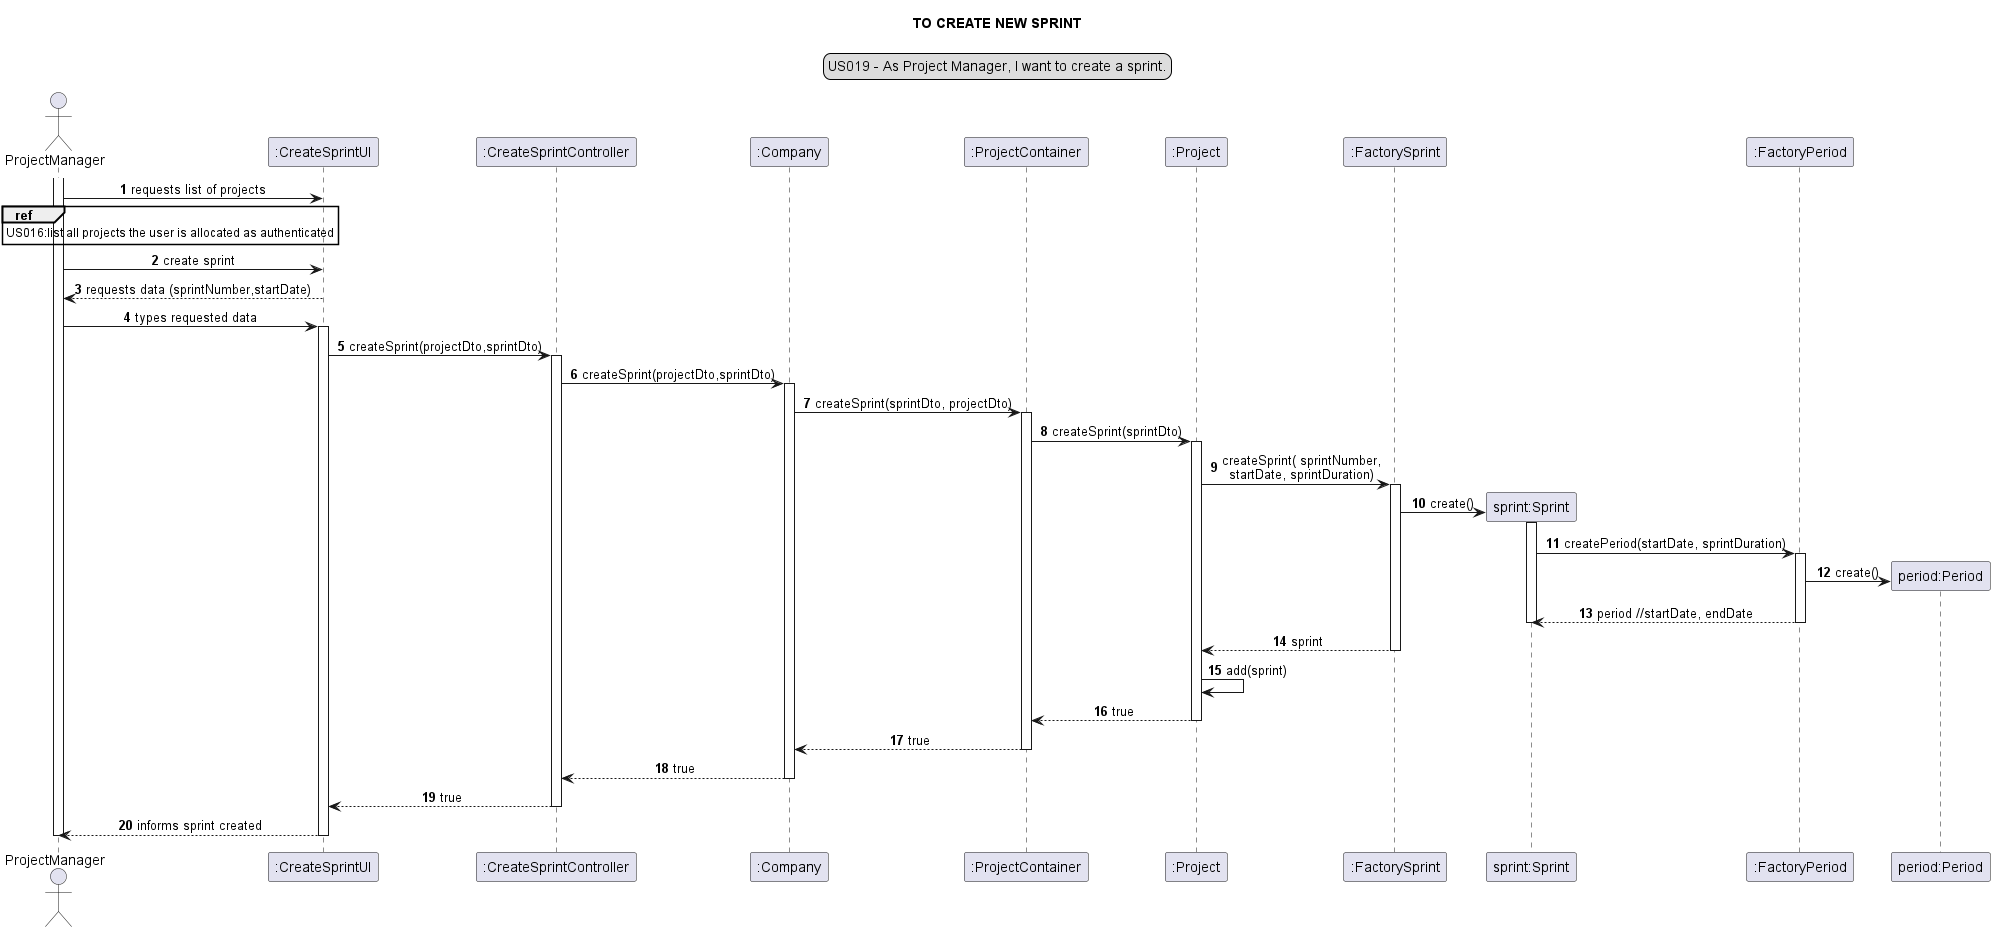 TO CREATE NEW SPRINT
US019 - As Project Manager, I want to create a sprint.
ProjectManager
:CreateSprintUI
:CreateSprintController
:Company
:ProjectContainer
:Project
:FactorySprint
:FactoryPeriod
1 requests list of projects
ref
US016:list all projects the user is allocated as authenticated
2 create sprint
3 requests data (sprintNumber,startDate)
4 types requested data
5 createSprint(projectDto,sprintDto)
6 createSprint(projectDto,sprintDto)
7 createSprint(sprintDto, projectDto)
8 createSprint(sprintDto)
9 createSprint( sprintNumber,
startDate, sprintDuration)
10 create()
sprint:Sprint
11 createPeriod(startDate, sprintDuration)
12 create()
period:Period
13 period //startDate, endDate
14 sprint
15 add(sprint)
16 true
17 true
18 true
19 true
20 informs sprint created
ProjectManager
:CreateSprintUI
:CreateSprintController
:Company
:ProjectContainer
:Project
:FactorySprint
sprint:Sprint
:FactoryPeriod
period:Period